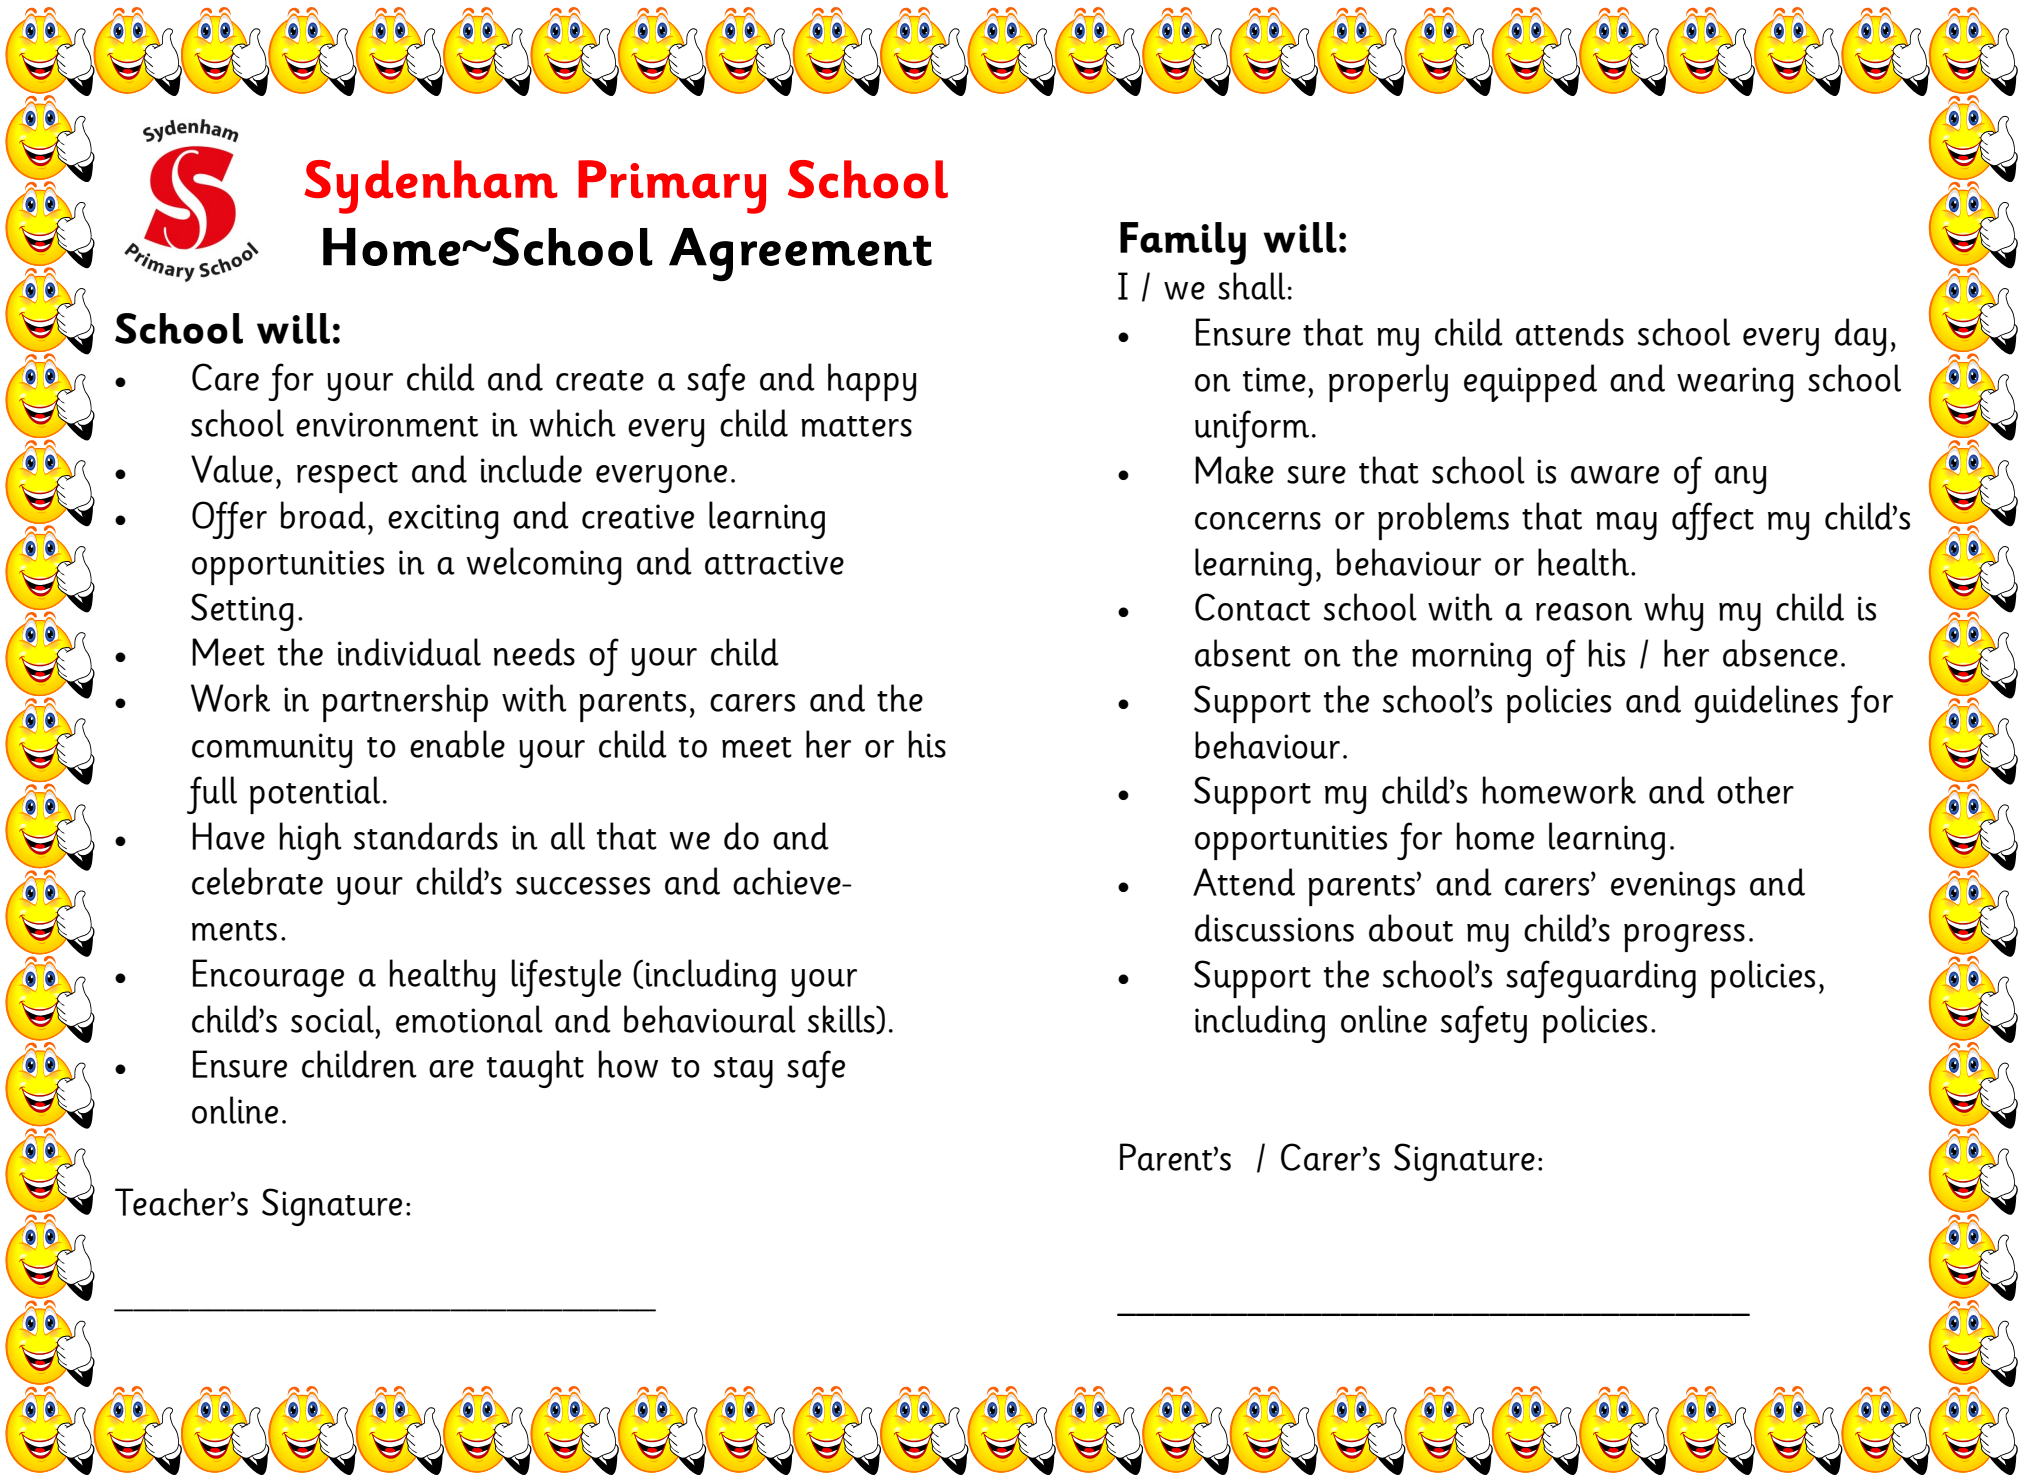 Sydenham
Primary School
Sydenham Primary School
Home~School Agreement
School will:
• Care for your child and create a safe and happy
school environment in which every child matters
• Value, respect and include everyone.
• Offer broad, exciting and creative learning
opportunities in a welcoming and attractive
Setting.
• Meet the individual needs of your child
• Work in partnership with parents, carers and the
community to enable your child to meet her or his
full potential.
• Have high standards in all that we do and
celebrate your child’s successes and achieve-
ments.
• Encourage a healthy lifestyle (including your
child’s social, emotional and behavioural skills).
• Ensure children are taught how to stay safe
online.
Teacher’s Signature:
Family will:
I / we shall:
• Ensure that my child attends school every day,
on time, properly equipped and wearing school
uniform.
• Make sure that school is aware of any
concerns or problems that may affect my child’s
learning, behaviour or health.
• Contact school with a reason why my child is
absent on the morning of his / her absence.
• Support the school’s policies and guidelines for
behaviour.
• Support my child’s homework and other
opportunities for home learning.
• Attend parents’ and carers’ evenings and
discussions about my child’s progress.
• Support the school’s safeguarding policies,
including online safety policies.
Parent’s / Carer’s Signature: